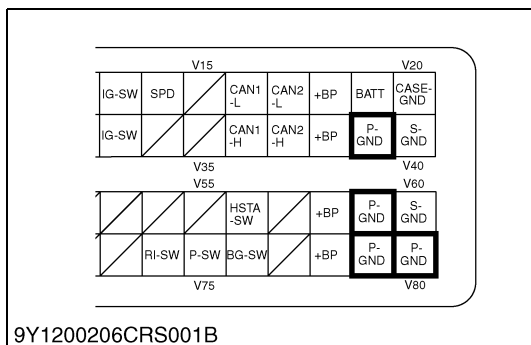 V15 V20
IG-SW SPD CAN1 -L CAN2 -L +BP BATT CASE- GND
IG-SW CAN1 -H CAN2 -H +BP P- GND S- GND
V35 V40
V55 V60
HSTA -SW +BP P- GND S- GND
RI-SW P-SW BG-SW +BP P- GND P- GND
V75 V80
9Y1200206CRS001B